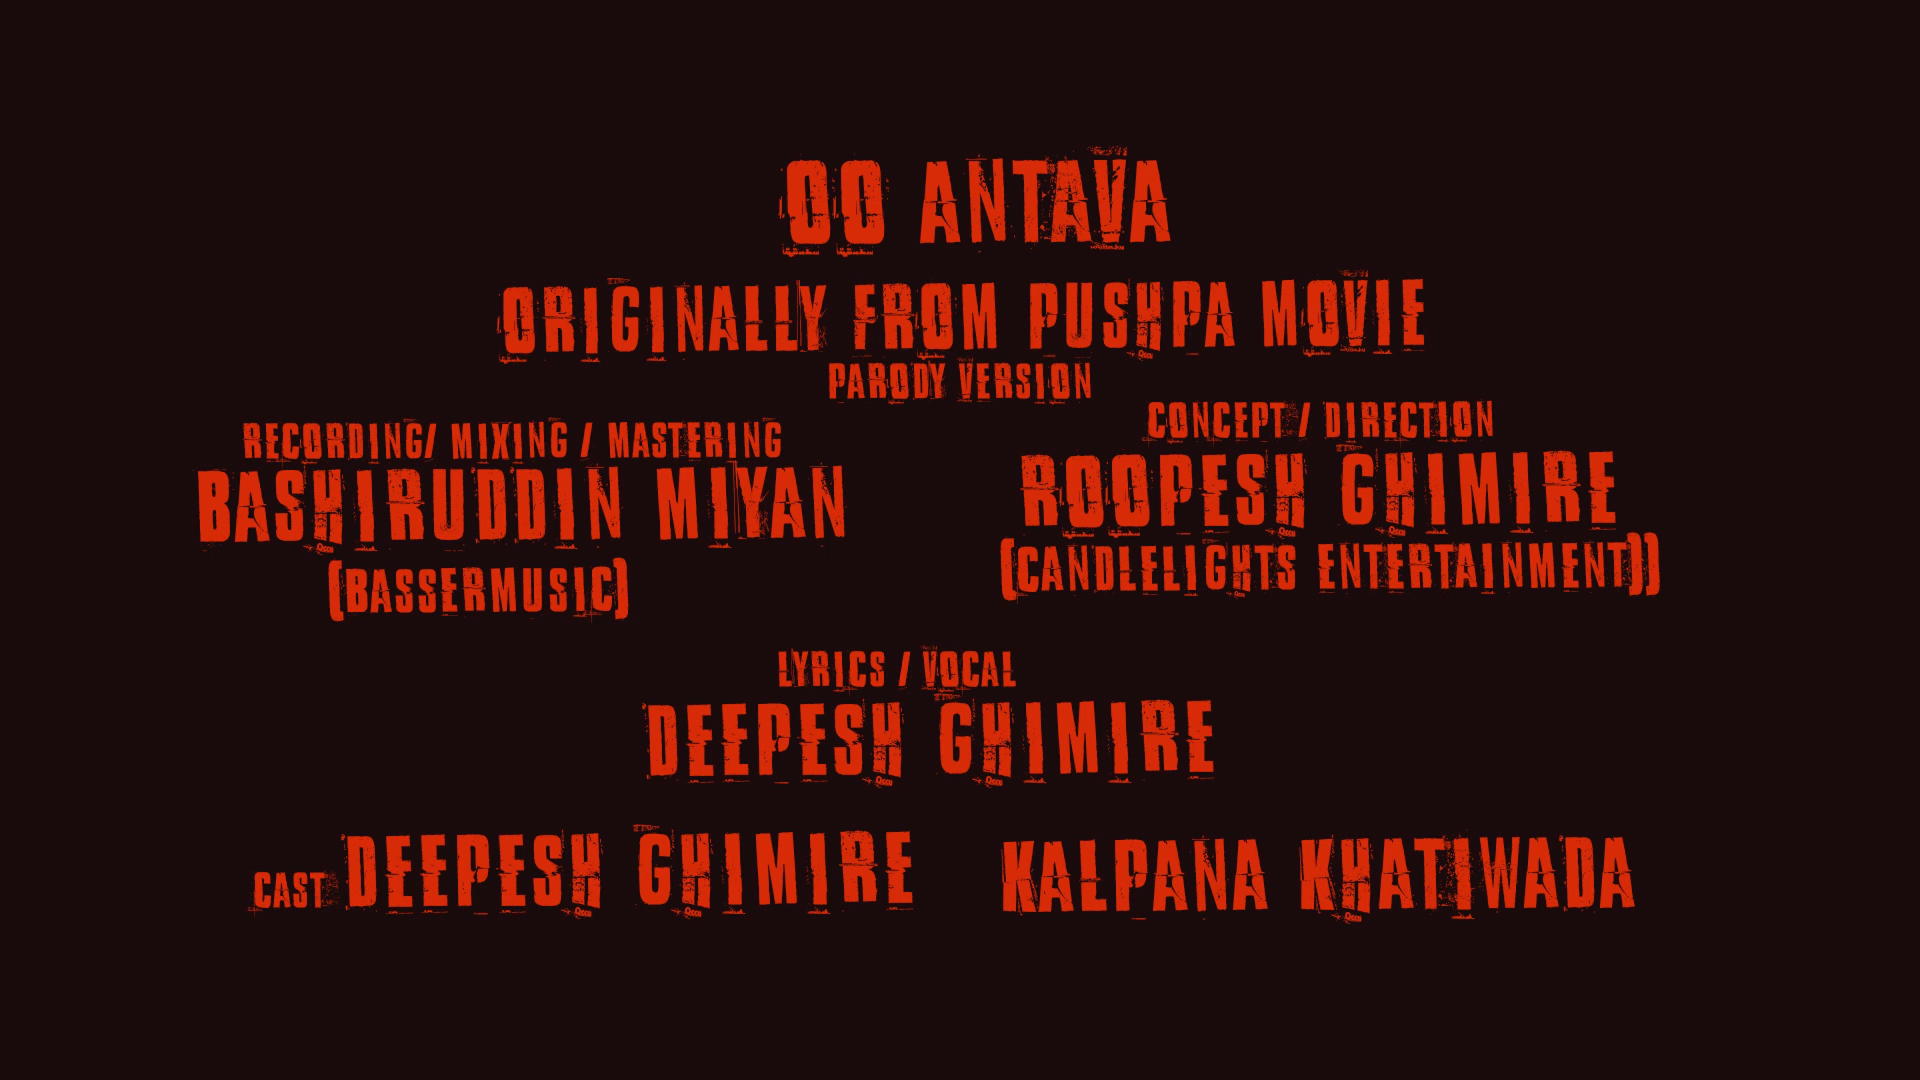 OO ANTAVA
ORIGINALLY FROM PUSHPA MOVIE
PARODY VERSION
RECORDING/ MIXING / MASTERING
BASHIRUDDIN MIYAN
(BASSERMUSIC)
CONCEPT / DIRECTION
ROOPESH GHIMIRE
(CANDLELIGHTS ENTERTAINMENT))
LYRICS / VOCAL
DEEPESH GHIMIRE
CAST DEEPESH GHIMIRE KALPANA KHATIWADA